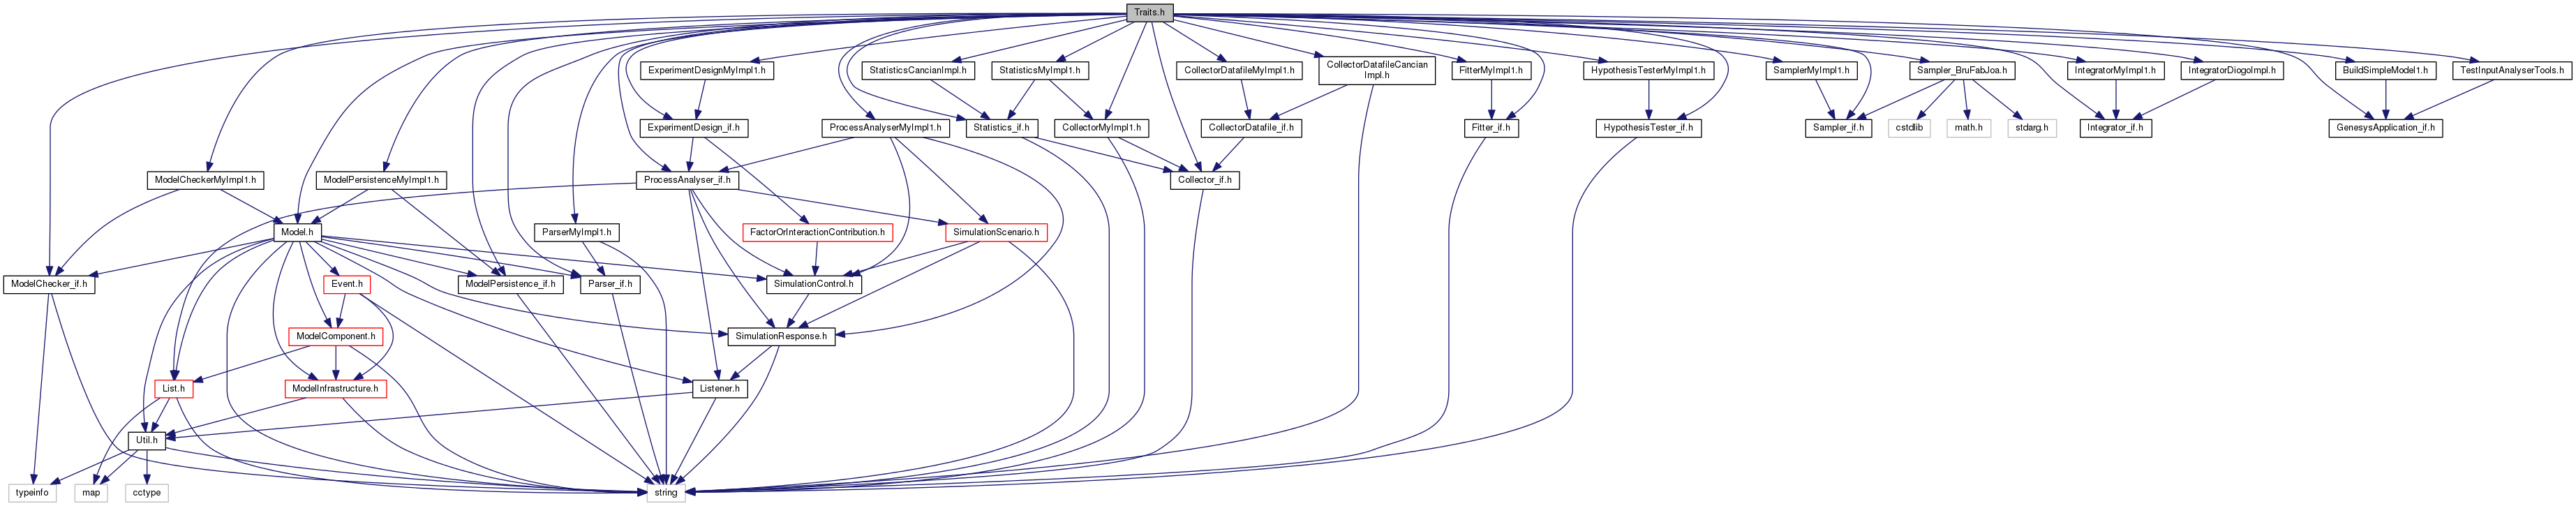 Traits.h
ExperimentDesignMyImpl1.h
StatisticsCancianImpl.h
StatisticsMyImpl1.h
CollectorDatafileMyImpl1.h
CollectorDatafileCancian
Impl.h
FitterMyImpl1.h
HypothesisTesterMyImpl1.h
SamplerMyImpl1.h
Sampler_BruFabJoa.h
IntegratorMyImpl1.h
IntegratorDiogoImpl.h
BuildSimpleModel1.h
TestInputAnalyserTools.h
ExperimentDesign_if.h
ProcessAnalyserMyImpl1.h
Statistics_if.h
CollectorMyImpl1.h
CollectorDatafile_if.h
Fitter_if.h
HypothesisTester_if.h
Sampler_if.h
cstdlib
math.h
stdarg.h
Integrator_if.h
GenesysApplication_if.h
ModelCheckerMyImpl1.h
ModelPersistenceMyImpl1.h
ProcessAnalyser_if.h
Collector_if.h
Model.h
ParserMyImpl1.h
FactorOrInteractionContribution.h
SimulationScenario.h
ModelChecker_if.h
Event.h
ModelPersistence_if.h
Parser_if.h
SimulationControl.h
ModelComponent.h
SimulationResponse.h
List.h
ModelInfrastructure.h
Listener.h
Util.h
typeinfo
map
cctype
string